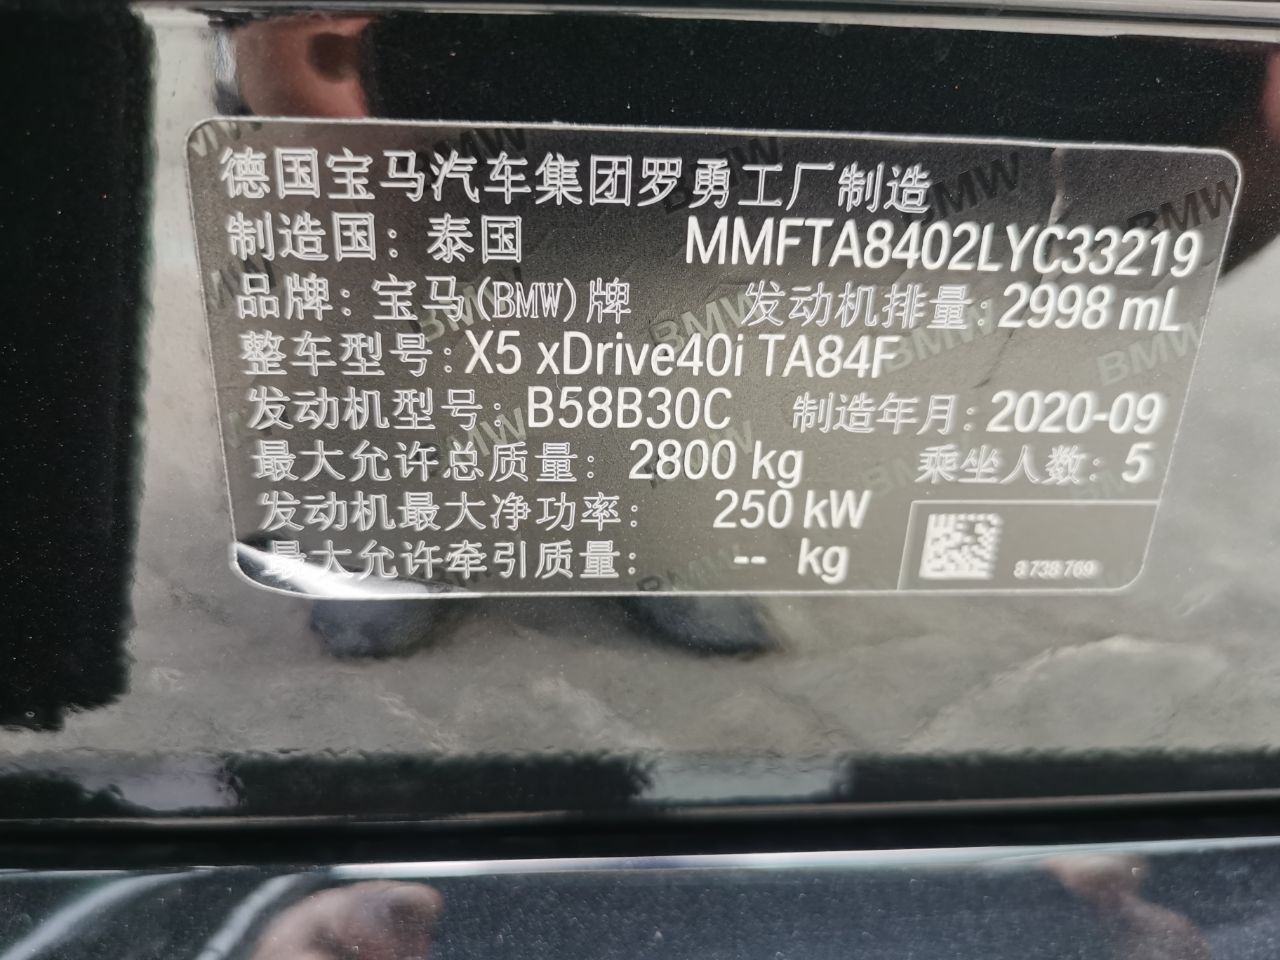 德国宝马汽车集团罗勇工厂制造
制造国：泰国 MMFTA8402LYC33219
品牌：宝马(BMW)牌 发动机排量：2998 mL
整车型号：X5 xDrive40i TA84F
发动机型号：B58B30C 制造年月：2020-09
最大允许总质量：2800 kg 乘坐人数：5
发动机最大净功率：250 kW
最大允许牵引质量：-- kg
8738769